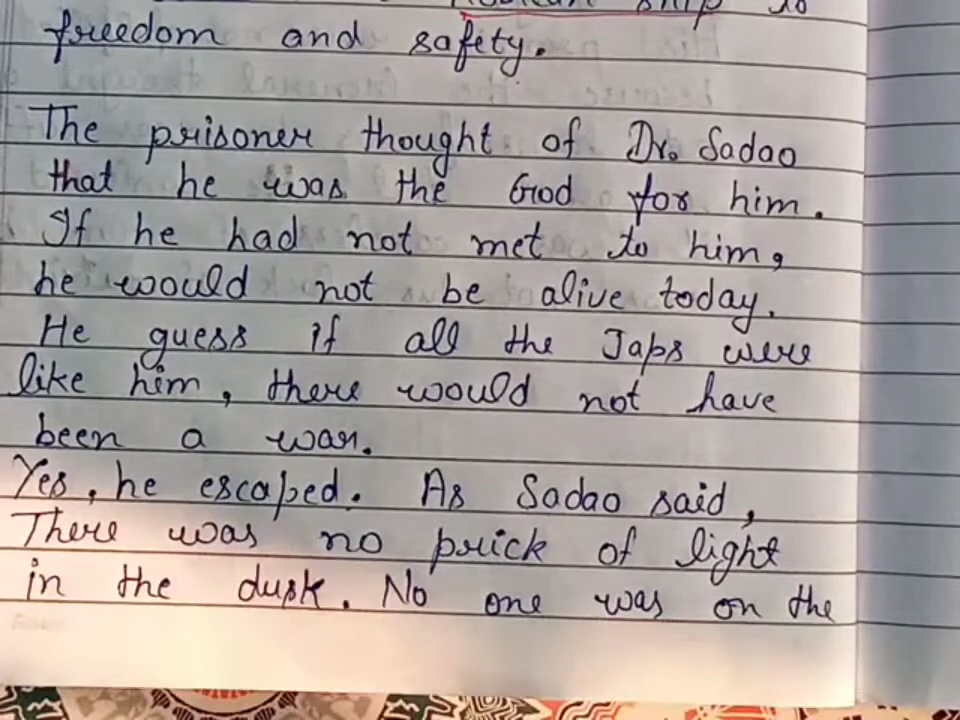 ship to
freedom and safety.
The prisoner thought of Dr. Sadao
that he was the God for him.
If he had not met to him,
he woould not be alive today.
He guess if all the Japs were
like him, there would not have
been a war.
Yes, he escaped. As Sadao said,
There was no prick of light
in the dusk. No one was on the